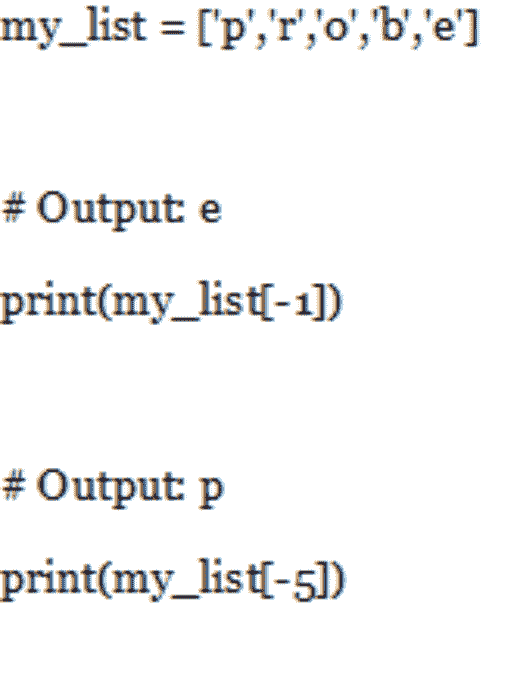 my_list = ['p','r','o','b','e']
# Output: e
print(my_list[-1])
# Output: p
print(my_list[-5])